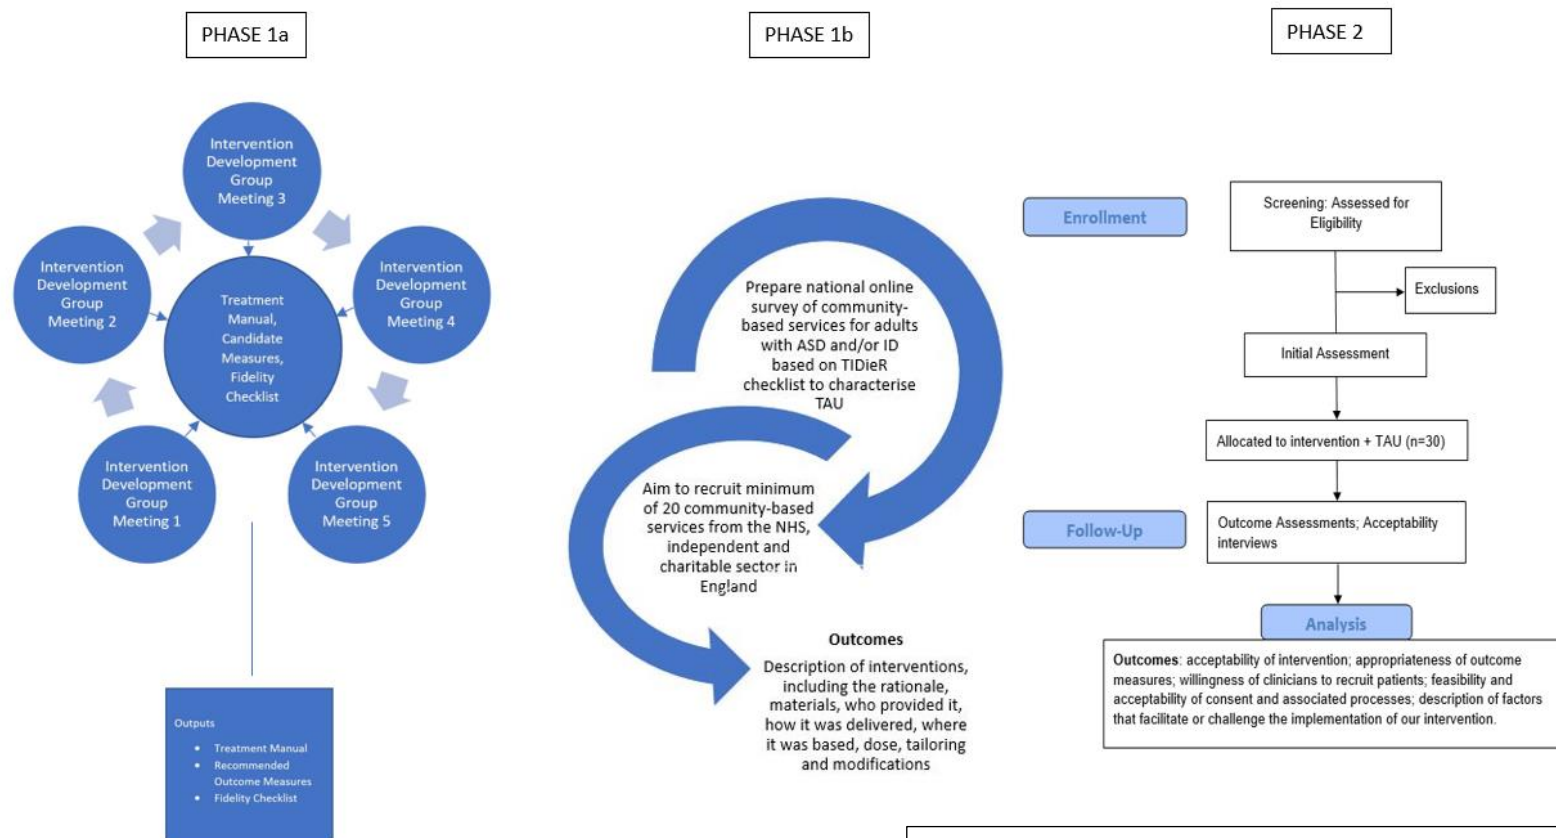 PHASE 1a
Intervention
Development
Group
Meeting 3
Intervention
Development
Group
Meeting 2
Intervention
Development
Group
Meeting 4
Treatment
Manual,
Candidate
Measures,
Fidelity
Checklist
Intervention
Development
Group
Meeting 1
Intervention
Development
Group
Meeting 5
Outputs
• Treatment Manual
• Recommended
Outcome Measures
• Fidelity Checklist
PHASE 1b
Prepare national online
survey of community-
based services for adults
with ASD and/or ID
based on TIDieR
checklist to characterise
TAU
Aim to recruit minimum
of 20 community-based
services from the NHS,
independent and
charitable sector in
England
Outcomes
Description of interventions,
including the rationale,
materials, who provided it,
how it was delivered, where
it was based, dose, tailoring
and modifications
PHASE 2
Enrollment
Screening: Assessed for
Eligibility
Exclusions
Initial Assessment
Allocated to intervention + TAU (n=30)
Follow-Up
Outcome Assessments; Acceptability
interviews
Analysis
Outcomes: acceptability of intervention; appropriateness of outcome
measures; willingness of clinicians to recruit patients; feasibility and
acceptability of consent and associated processes; description of factors
that facilitate or challenge the implementation of our intervention.